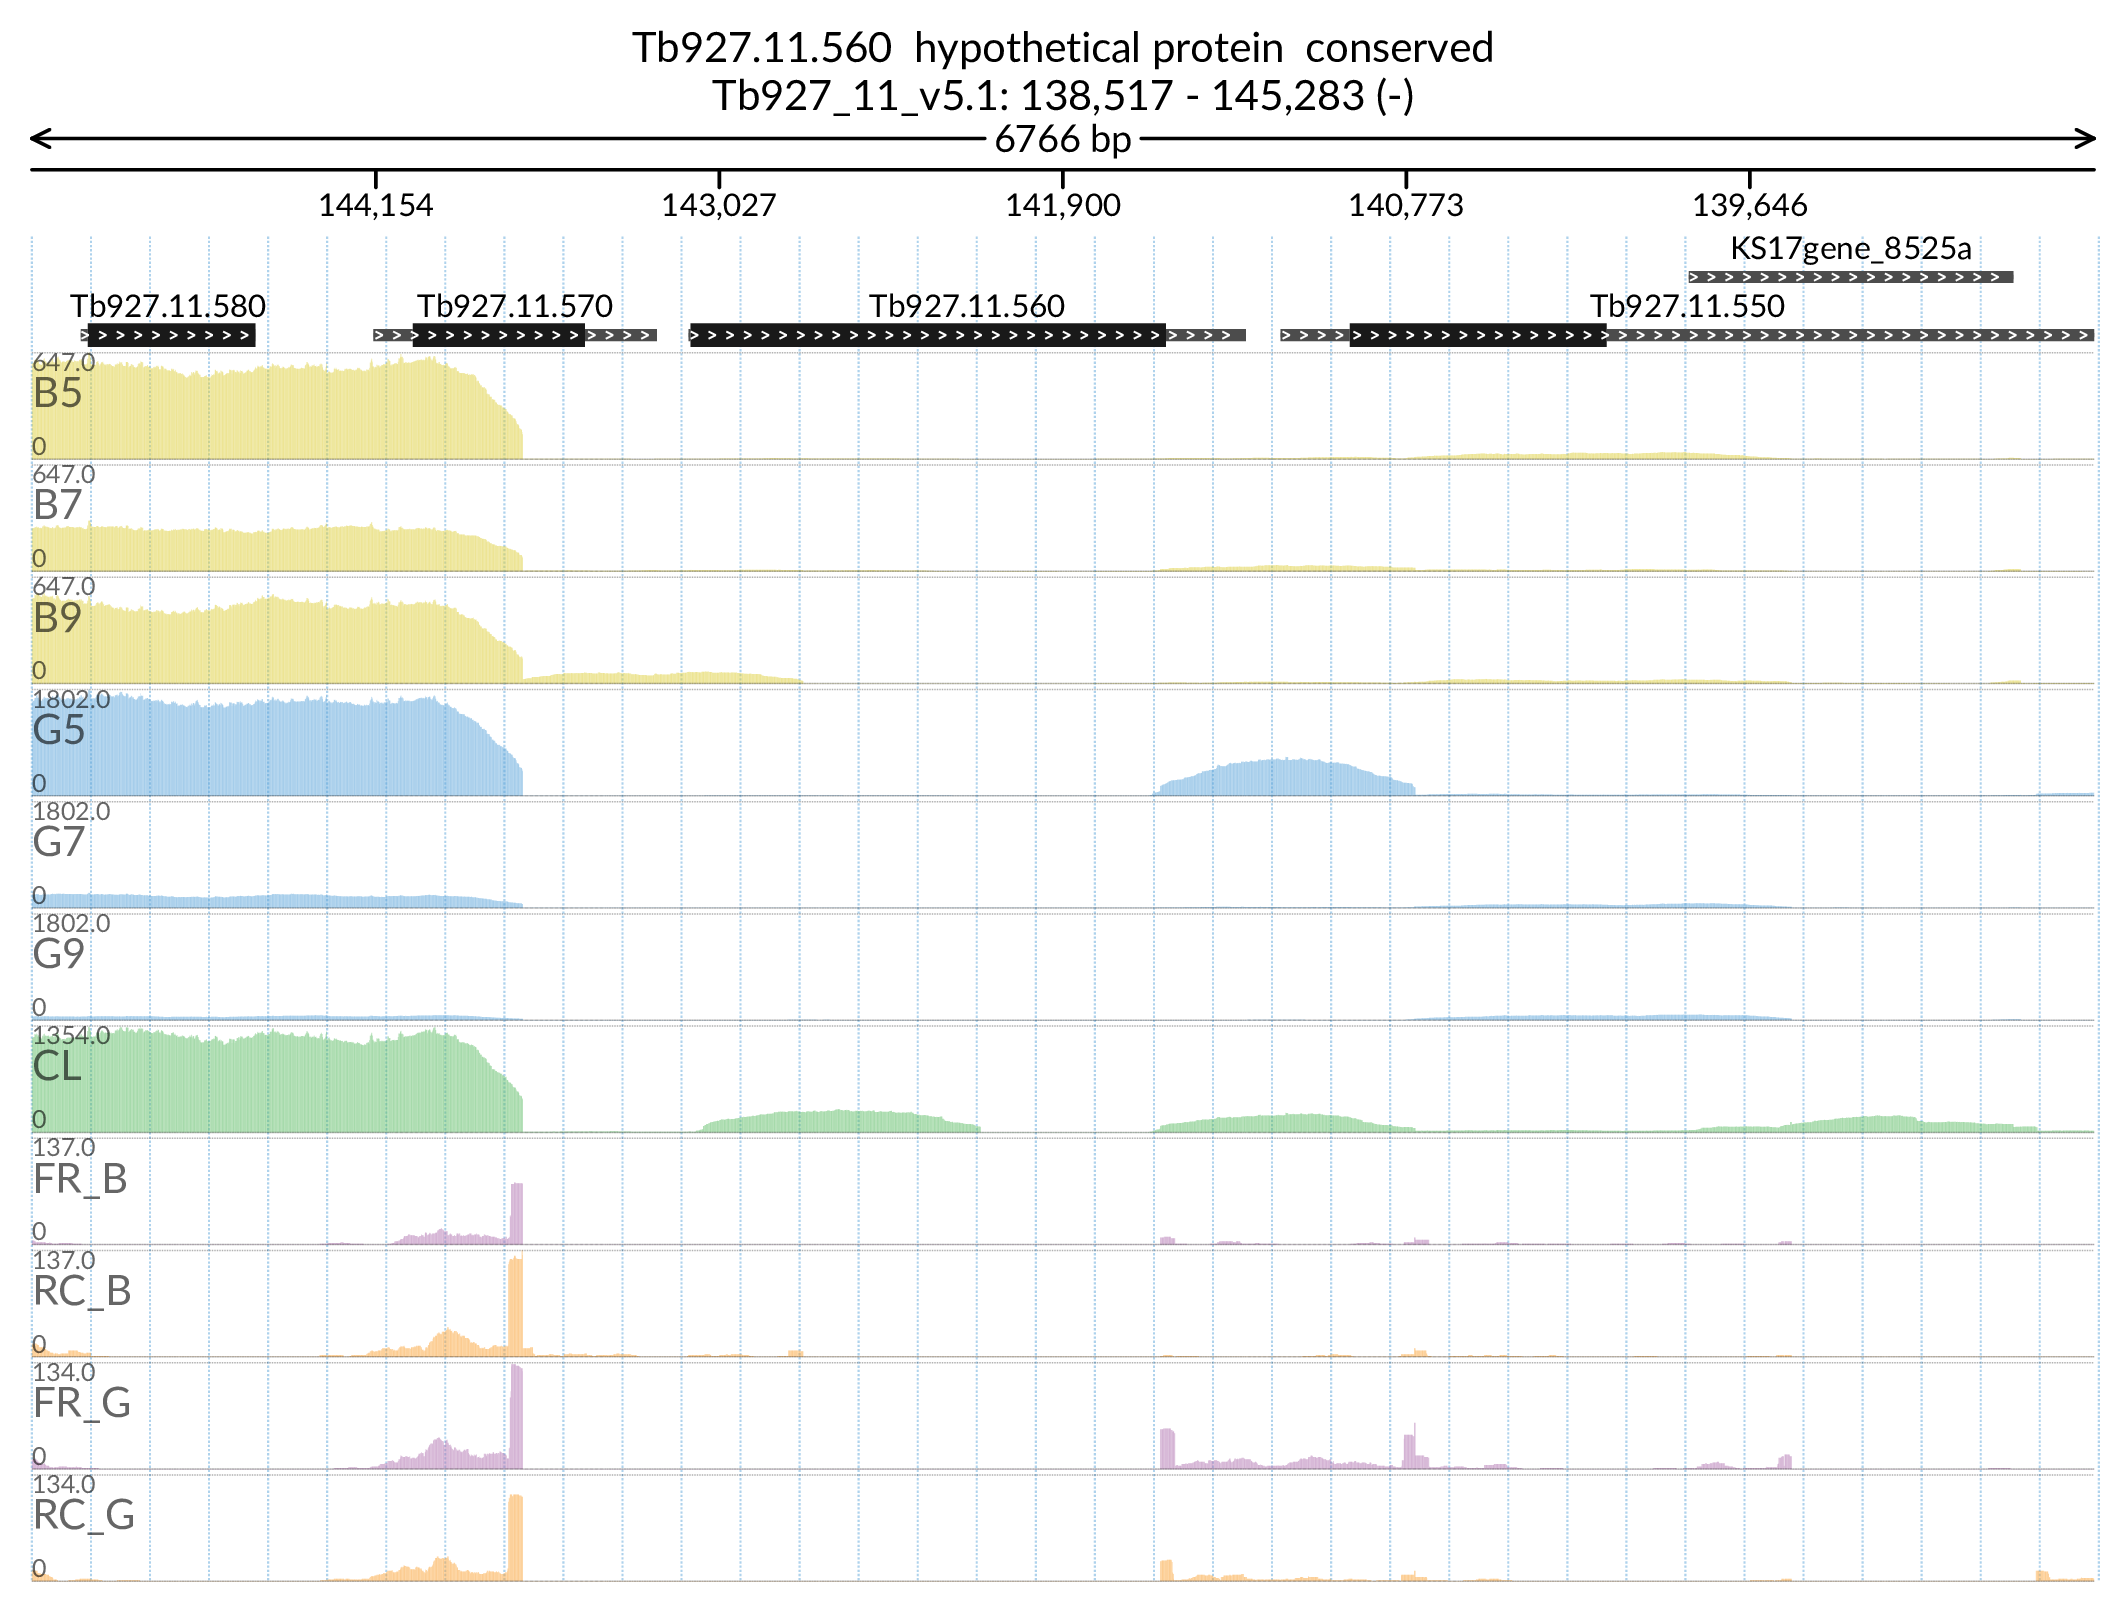 Tb927.11.560  hypothetical protein  conserved
Tb927_11_v5.1: 138,517 - 145,283 (-)
6766 bp
144,154 143,027 141,900 140,773 139,646
KS17gene_8525a
Tb927.11.580 Tb927.11.570 Tb927.11.560 Tb927.11.550
647.0
B5
0
647.0
B7
0
647.0
B9
0
1802.0
G5
0
1802.0
G7
0
1802.0
G9
0
1354.0
CL
0
137.0
FR_B
0
137.0
RC_B
0
134.0
FR_G
0
134.0
RC_G
0